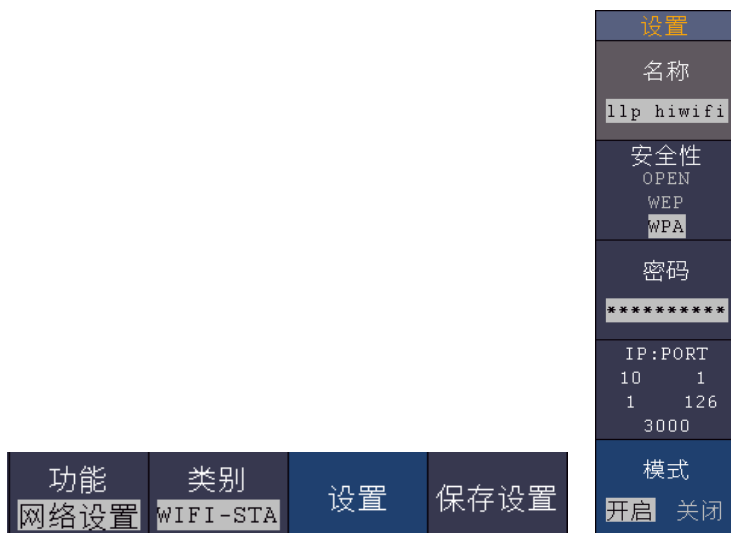 设置
名称
llp hiwifi
安全性
OPEN
WEP
WPA
密码
**********
IP:PORT
10 1
1 126
3000
模式
开启 关闭
功能 类别 设置 保存设置
网络设置 WIFI-STA